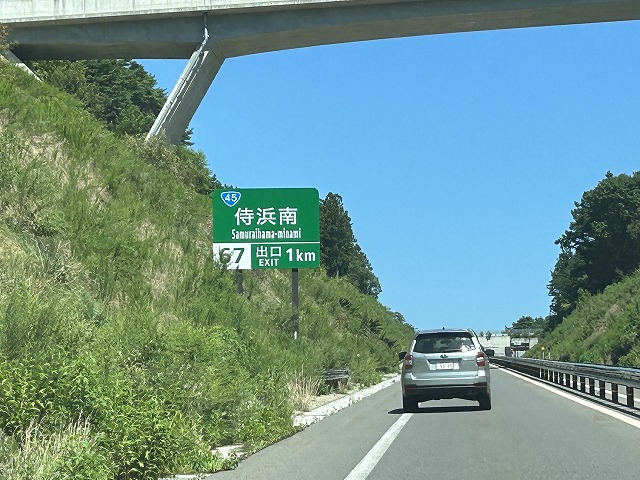 45
侍浜南
Samuraihama-minami
67 出口 1km
EXIT